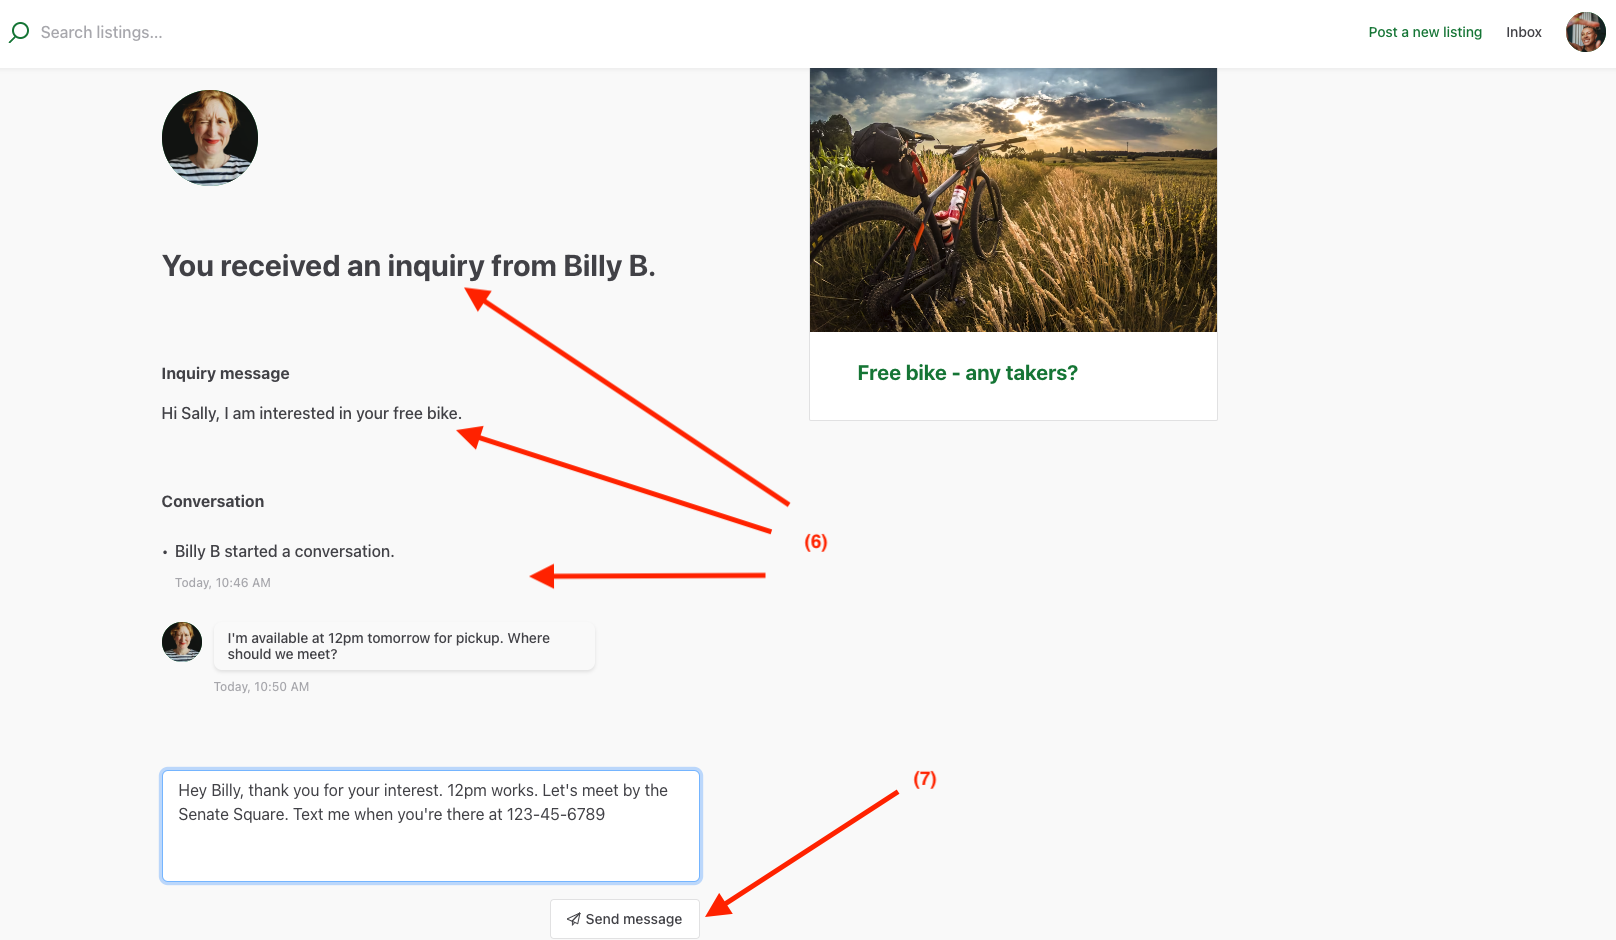 Search listings...
Post a new listing
Inbox
You received an inquiry from Billy B.
Inquiry message
Hi Sally, I am interested in your free bike.
Free bike - any takers?
Conversation
(6)
• Billy B started a conversation.
Today, 10:46 AM
I'm available at 12pm tomorrow for pickup. Where
should we meet?
Today, 10:50 AM
(7)
Hey Billy, thank you for your interest. 12pm works. Let's meet by the
Senate Square. Text me when you're there at 123-45-6789
Send message